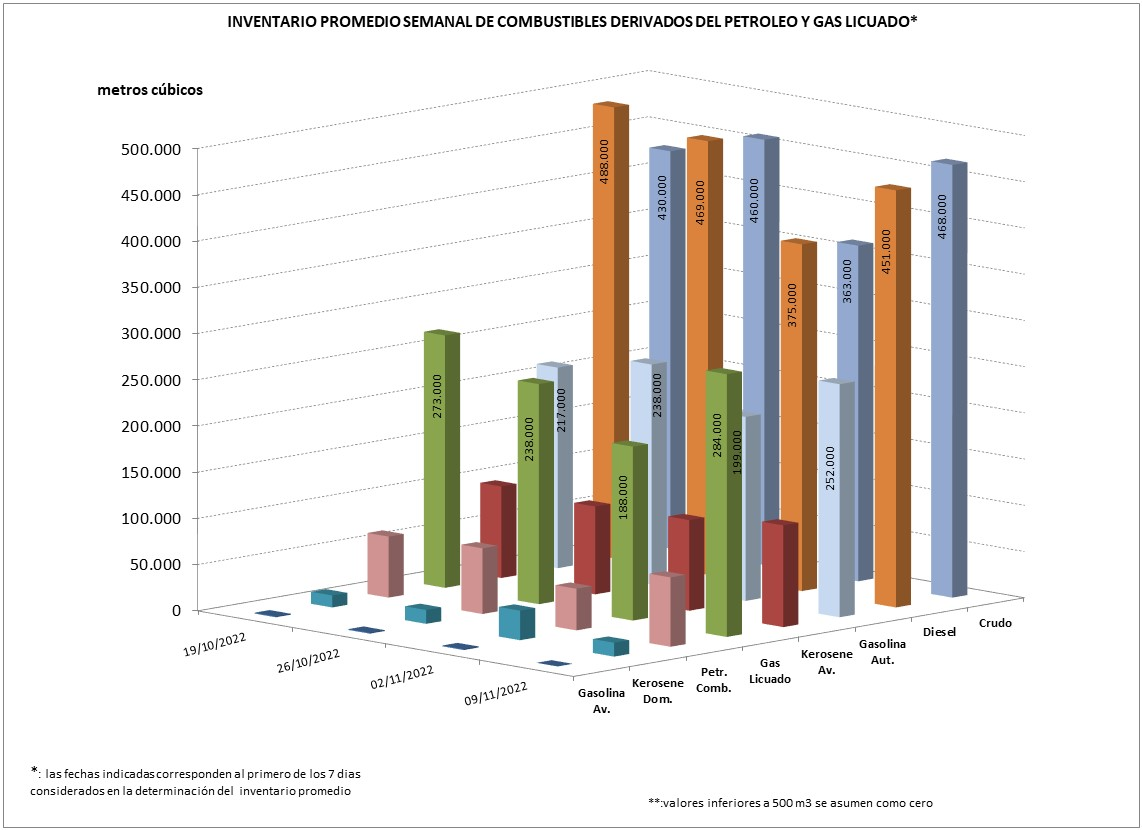 INVENTARIO PROMEDIO SEMANAL DE COMBUSTIBLES DERIVADOS DEL PETROLEO Y GAS LICUADO*
metros cúbicos
500.000
450.000
400.000
350.000
300.000
250.000
200.000
150.000
100.000
50.000
0
488.000
430.000
469.000
460.000
375.000
363.000
451.000
468.000
273.000
238.000
217.000
188.000
238.000
284.000
199.000
252.000
19/10/2022
26/10/2022
02/11/2022
09/11/2022
Gasolina
Av.
Kerosene
Dom.
Petr.
Comb.
Gas
Licuado
Kerosene
Av.
Gasolina
Aut.
Diesel
Crudo
*: las fechas indicadas corresponden al primero de los 7 dias
considerados en la determinación del inventario promedio
**:valores inferiores a 500 m3 se asumen como cero